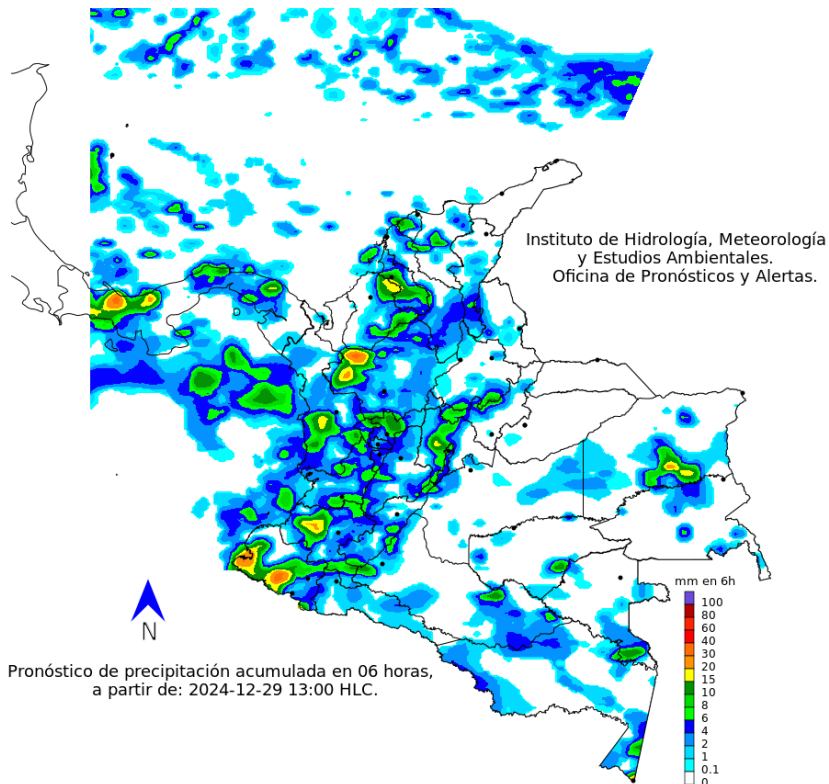 Instituto de Hidrología, Meteorología
y Estudios Ambientales.
Oficina de Pronósticos y Alertas.
mm en 6h
100
80
60
40
30
20
15
10
8
6
4
2
1
0.1
0
N
Pronóstico de precipitación acumulada en 06 horas,
a partir de: 2024-12-29 13:00 HLC.